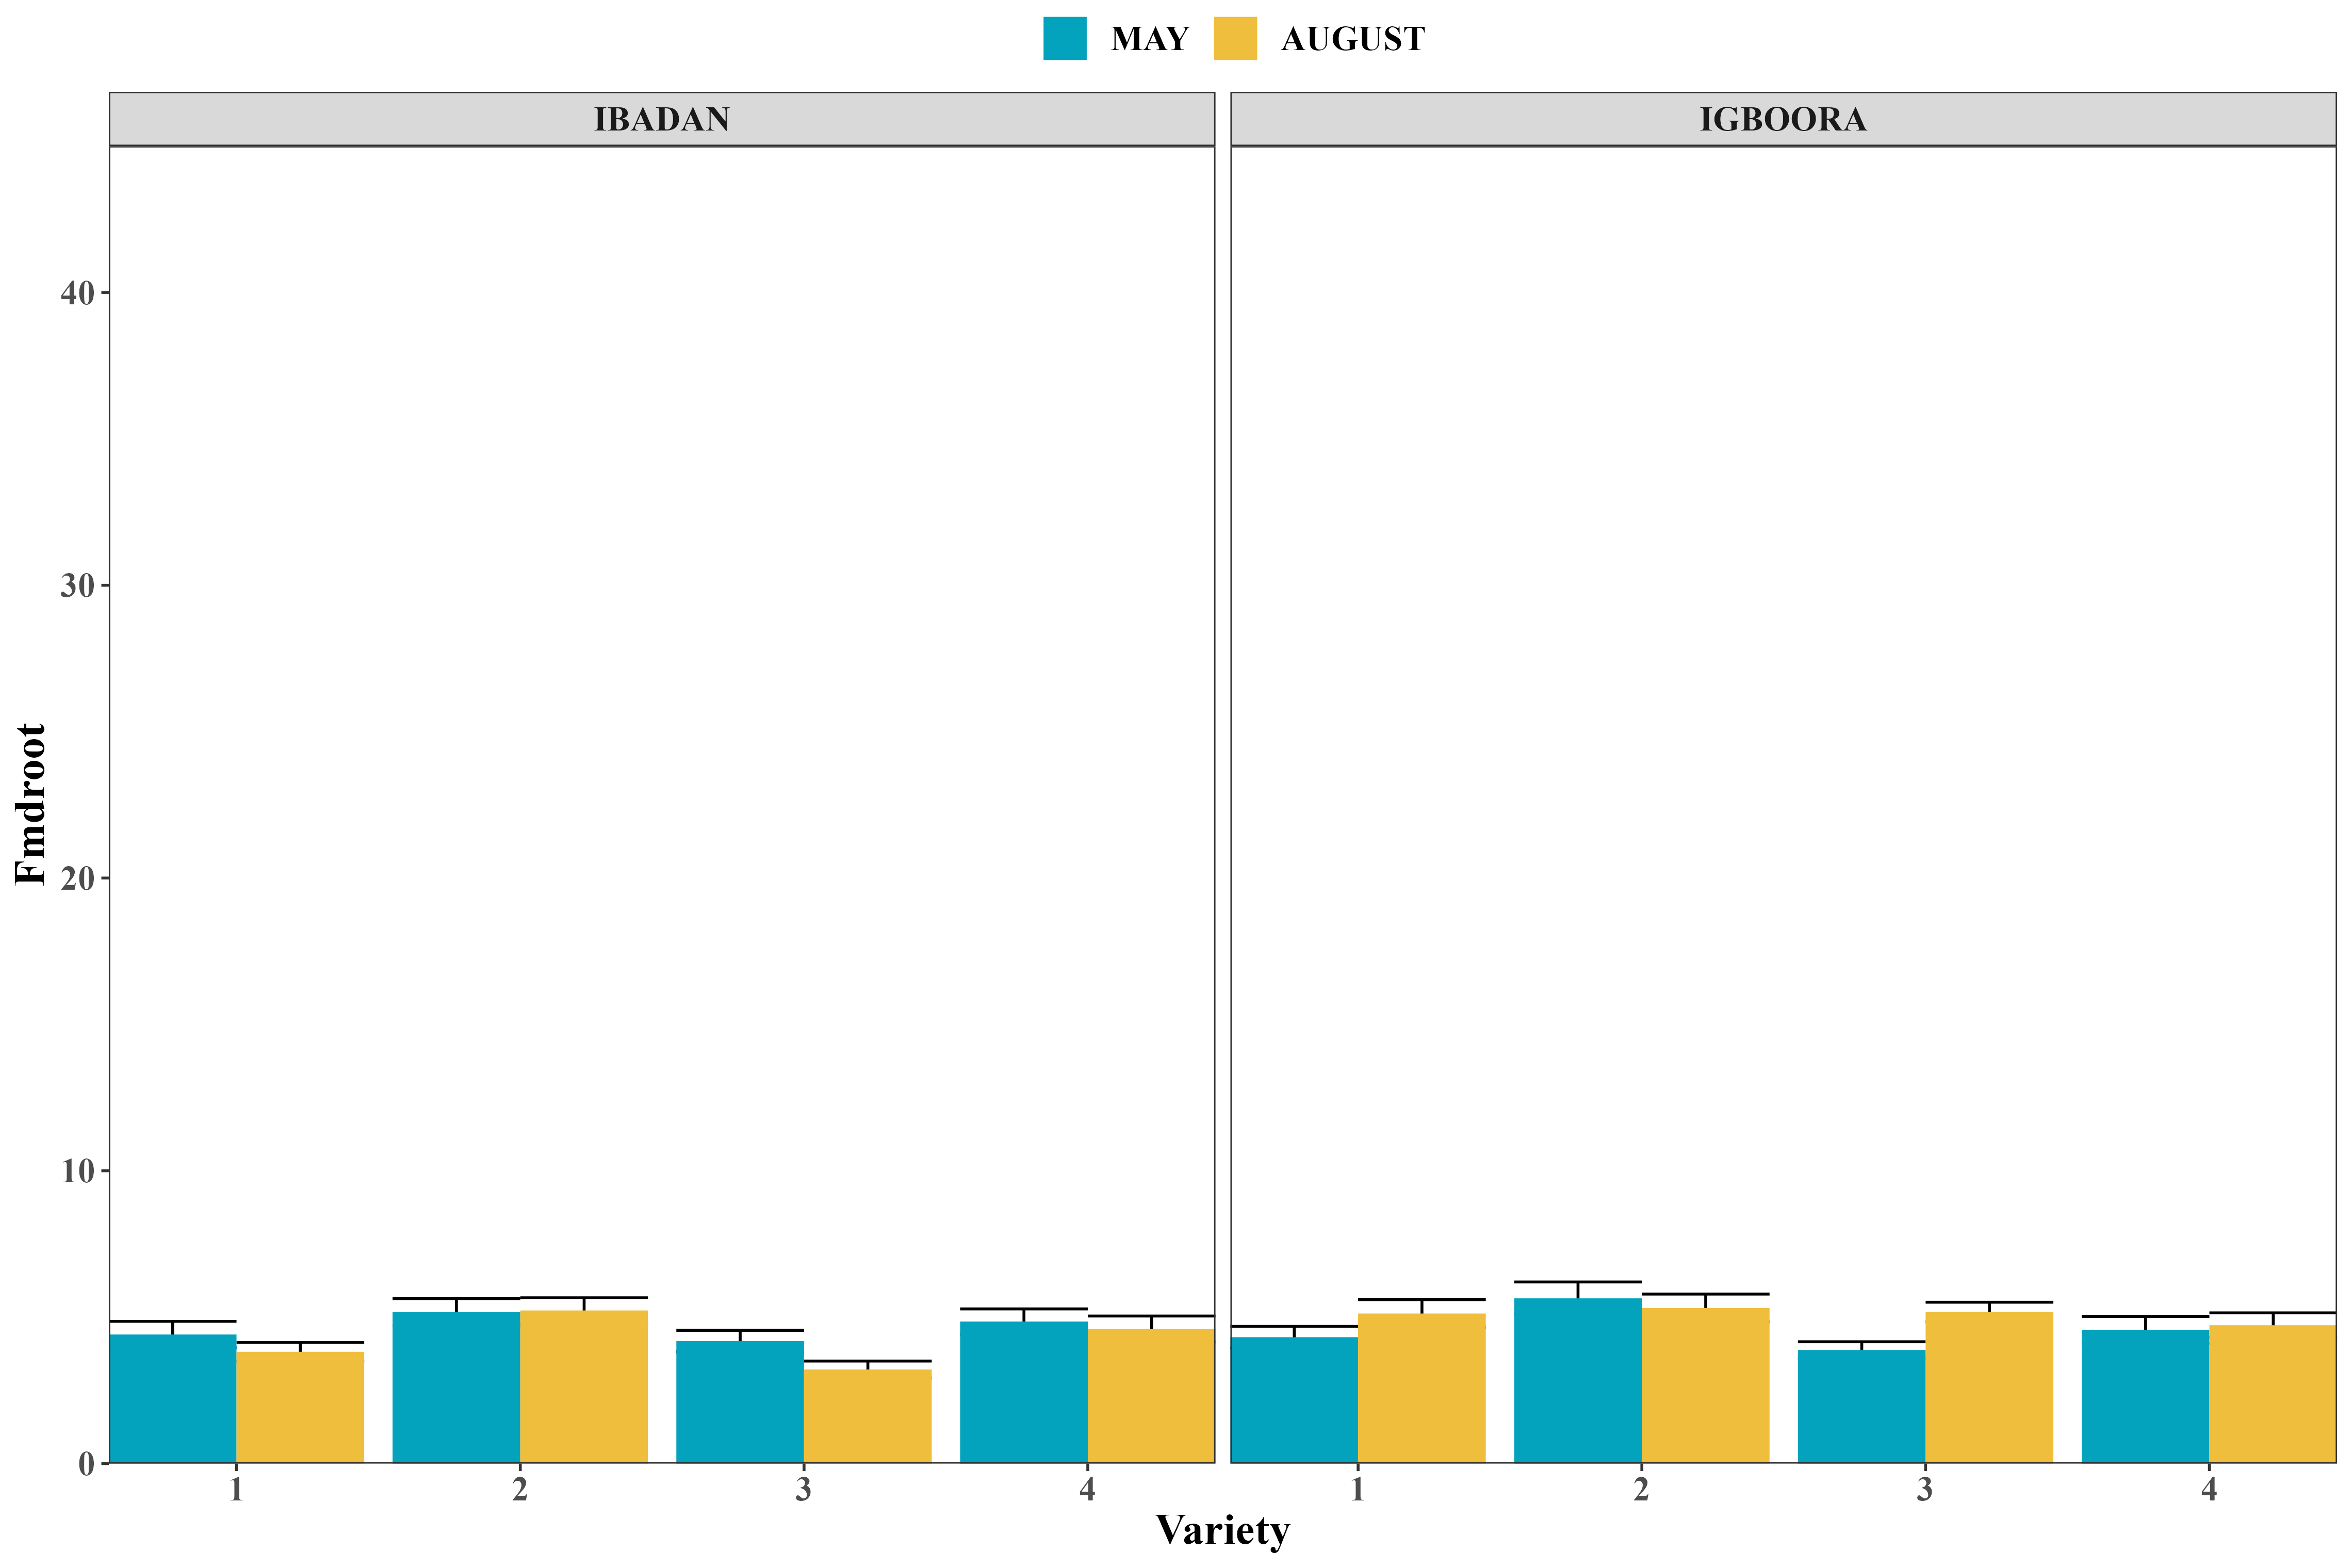 MAY AUGUST
IBADAN IGBOORA
Fmdroot
40
30
20
10
0
1 2 3 4 1 2 3 4
Variety